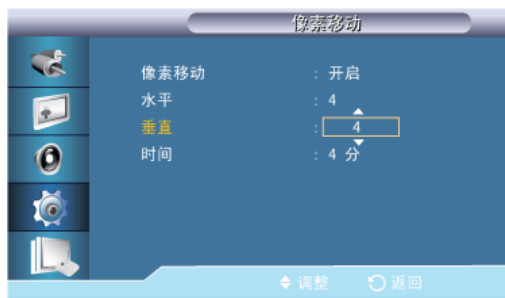 像素移动
像素移动 : 开启
水平 : 4
垂直 : 4
时间 : 4 分
调整 返回